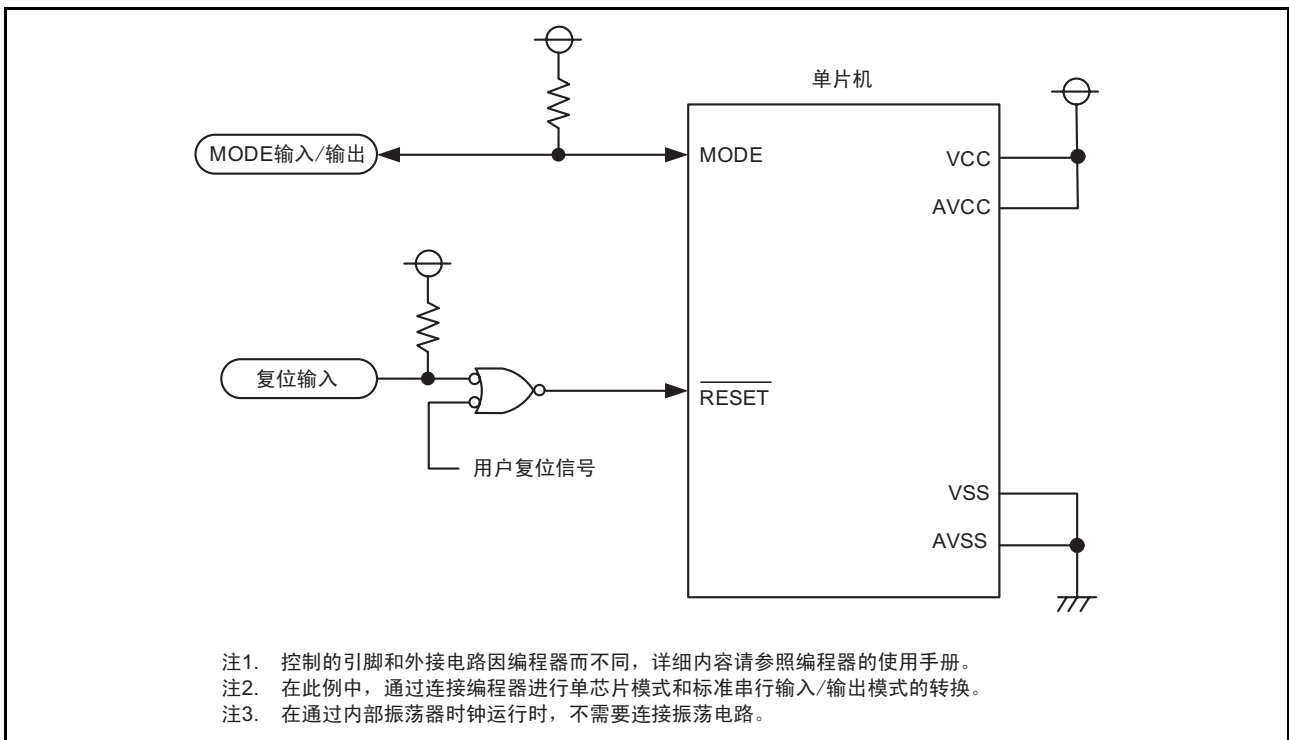 单片机
MODE输入/输出
MODE
VCC
AVCC
复位输入
RESET
用户复位信号
VSS
AVSS
注1. 控制的引脚和外接电路因编程器而不同，详细内容请参照编程器的使用手册。
注2. 在此例中，通过连接编程器进行单芯片模式和标准串行输入/输出模式的转换。
注3. 在通过内部振荡器时钟运行时，不需要连接振荡电路。